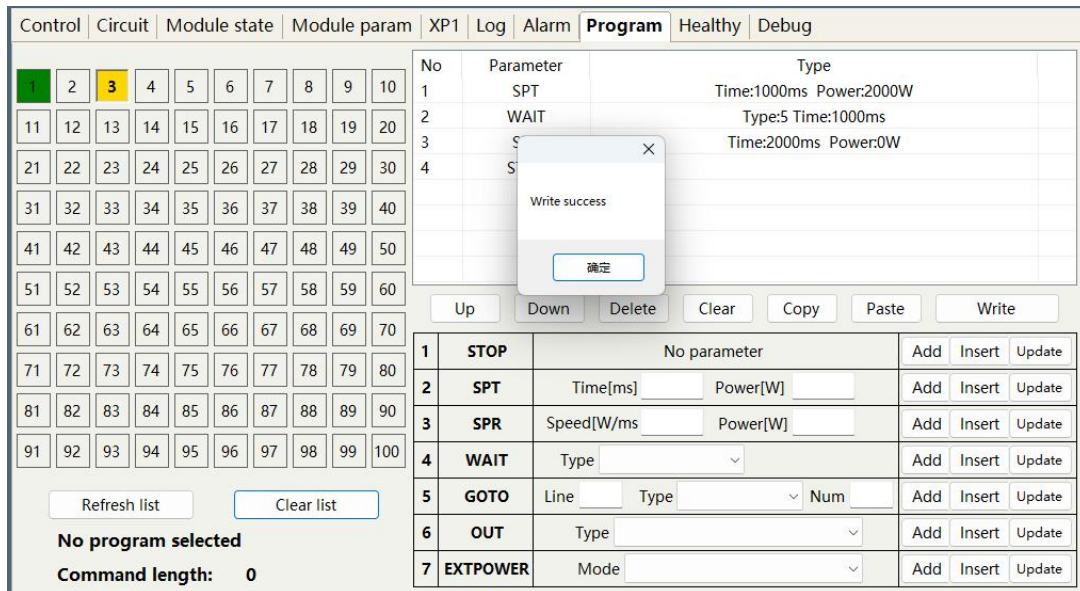 Control Circuit Module state Module param XP1 Log Alarm Program Healthy Debug
1 2 3 4 5 6 7 8 9 10
11 12 13 14 15 16 17 18 19 20
21 22 23 24 25 26 27 28 29 30
31 32 33 34 35 36 37 38 39 40
41 42 43 44 45 46 47 48 49 50
51 52 53 54 55 56 57 58 59 60
61 62 63 64 65 66 67 68 69 70
71 72 73 74 75 76 77 78 79 80
81 82 83 84 85 86 87 88 89 90
91 92 93 94 95 96 97 98 99 100
Refresh list Clear list
No program selected
Command length: 0
No Parameter Type
1 SPT Time:1000ms Power:2000W
2 WAIT Type:5 Time:1000ms
3 Time:2000ms Power:0W
4
Write success
确定
Up Down Delete Clear Copy Paste Write
1 STOP No parameter Add Insert Update
2 SPT Time[ms] Power[W] Add Insert Update
3 SPR Speed[W/ms Power[W] Add Insert Update
4 WAIT Type Add Insert Update
5 GOTO Line Type Num Add Insert Update
6 OUT Type Add Insert Update
7 EXTPOWER Mode Add Insert Update